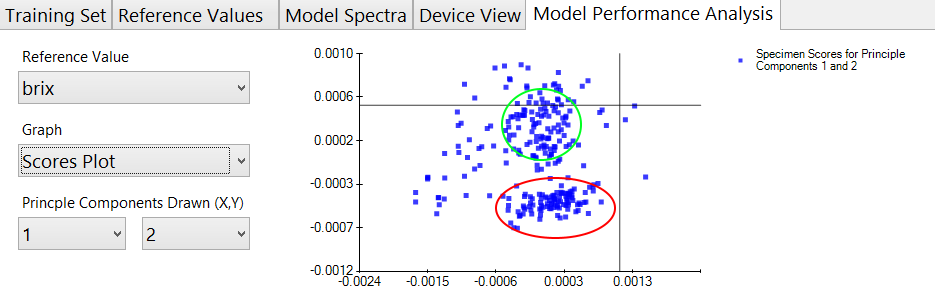 Training Set
Reference Values
Model Spectra
Device View
Model Performance Analysis
Reference Value
brix
Graph
Scores Plot
Princple Components Drawn (X,Y)
1
2
0.0010
0.0006
0.0002
-0.0003
-0.0007
-0.0012
-0.0024
-0.0015
-0.0006
0.0003
0.0013
Specimen Scores for Principle
Components 1 and 2